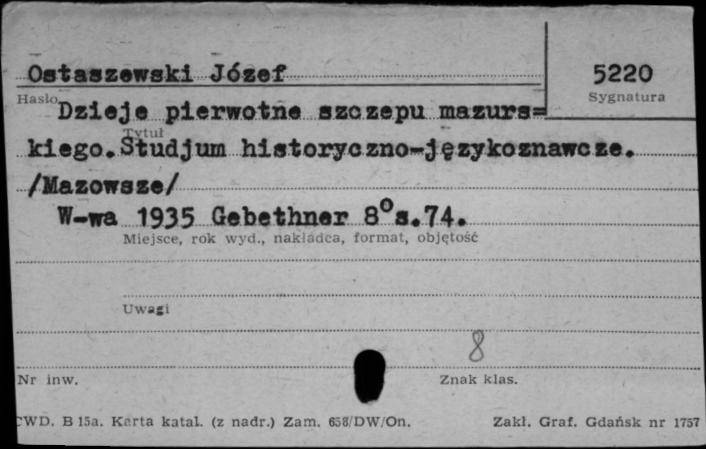 Ostaszewski Józef
5220
Hasło
Sygnatura
Dzieje pierwotne szczepu mazurs=
Tytuł
kiego. Studjum historyczno-językoznawcze.
/Mazowsze/
W-wa 1935 Gebethner 8° s.74.
Miejsce, rok wyd., nakładca, format, objętość
Uwagi
8
Nr inw.
Znak klas.
CWD. B 15a. Karta katal. (z nadr.) Zam. 658/DW/On.
Zakł. Graf. Gdańsk nr 1757